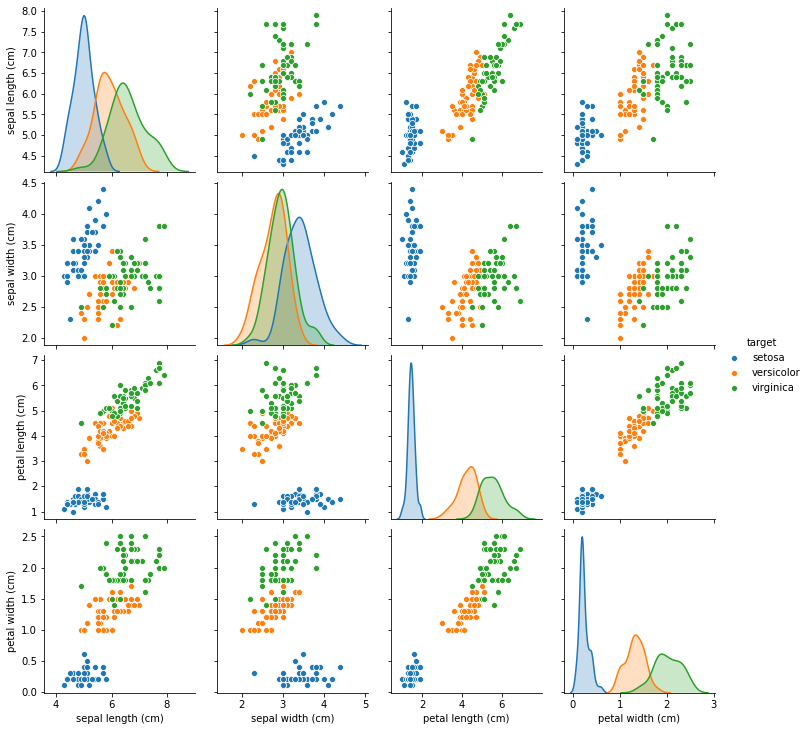 8.0
7.5
7.0
6.5
6.0
5.5
5.0
4.5
sepal length (cm)
4.5
4.0
3.5
3.0
2.5
2.0
sepal width (cm)
target
setosa
versicolor
virginica
7
6
5
4
3
2
1
petal length (cm)
2.5
2.0
1.5
1.0
0.5
0.0
petal width (cm)
4 6 8
sepal length (cm)
2 3 4 5
sepal width (cm)
2 4 6
petal length (cm)
0 1 2 3
petal width (cm)